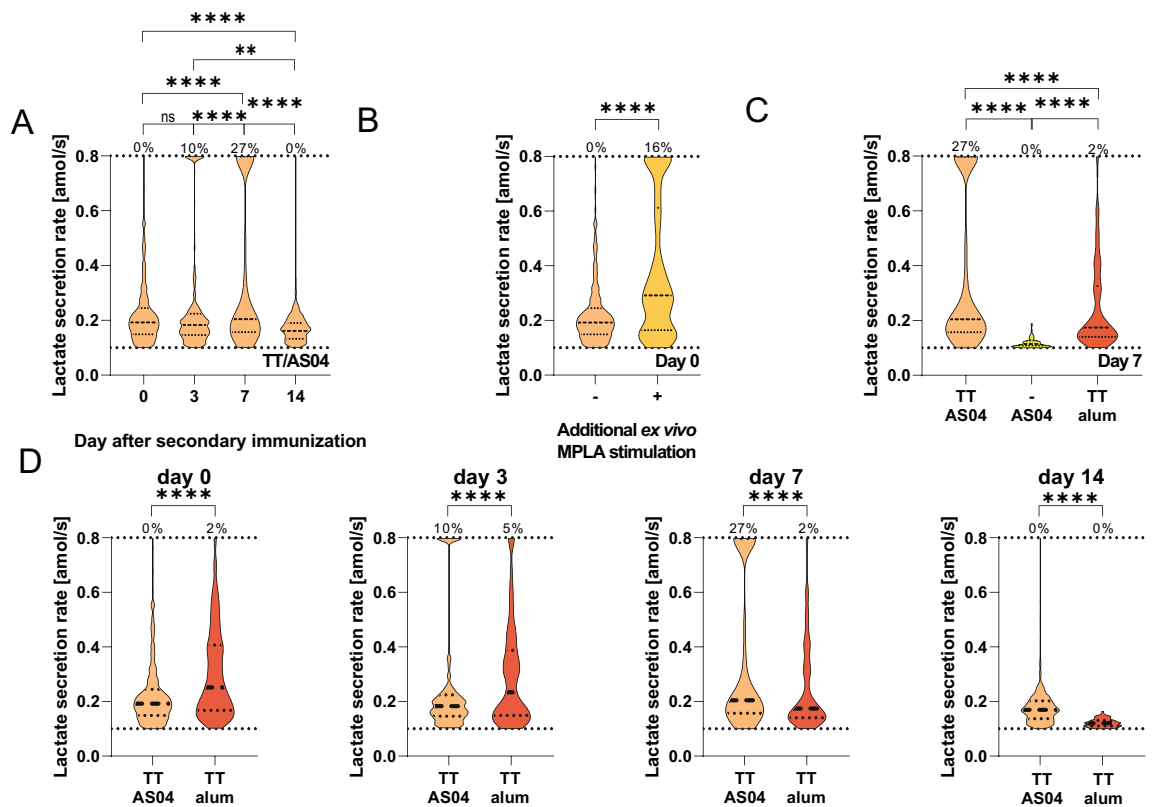 A
****
**
****
****
ns
****
0%
10%
27%
0%
Lactate secretion rate [amol/s]
0.8
0.6
0.4
0.2
0.0
TT/AS04
0
3
7
14
Day after secondary immunization
B
****
0%
16%
Lactate secretion rate [amol/s]
0.8
0.6
0.4
0.2
0.0
Day 0
-
+
Additional ex vivo
MPLA stimulation
C
****
****
****
27%
0%
2%
Lactate secretion rate [amol/s]
0.8
0.6
0.4
0.2
0.0
Day 7
TT
AS04
-
AS04
TT
alum
D
day 0
****
0%
2%
Lactate secretion rate [amol/s]
0.8
0.6
0.4
0.2
0.0
TT
AS04
TT
alum
day 3
****
10%
5%
Lactate secretion rate [amol/s]
0.8
0.6
0.4
0.2
0.0
TT
AS04
TT
alum
day 7
****
27%
2%
Lactate secretion rate [amol/s]
0.8
0.6
0.4
0.2
0.0
TT
AS04
TT
alum
day 14
****
0%
0%
Lactate secretion rate [amol/s]
0.8
0.6
0.4
0.2
0.0
TT
AS04
TT
alum